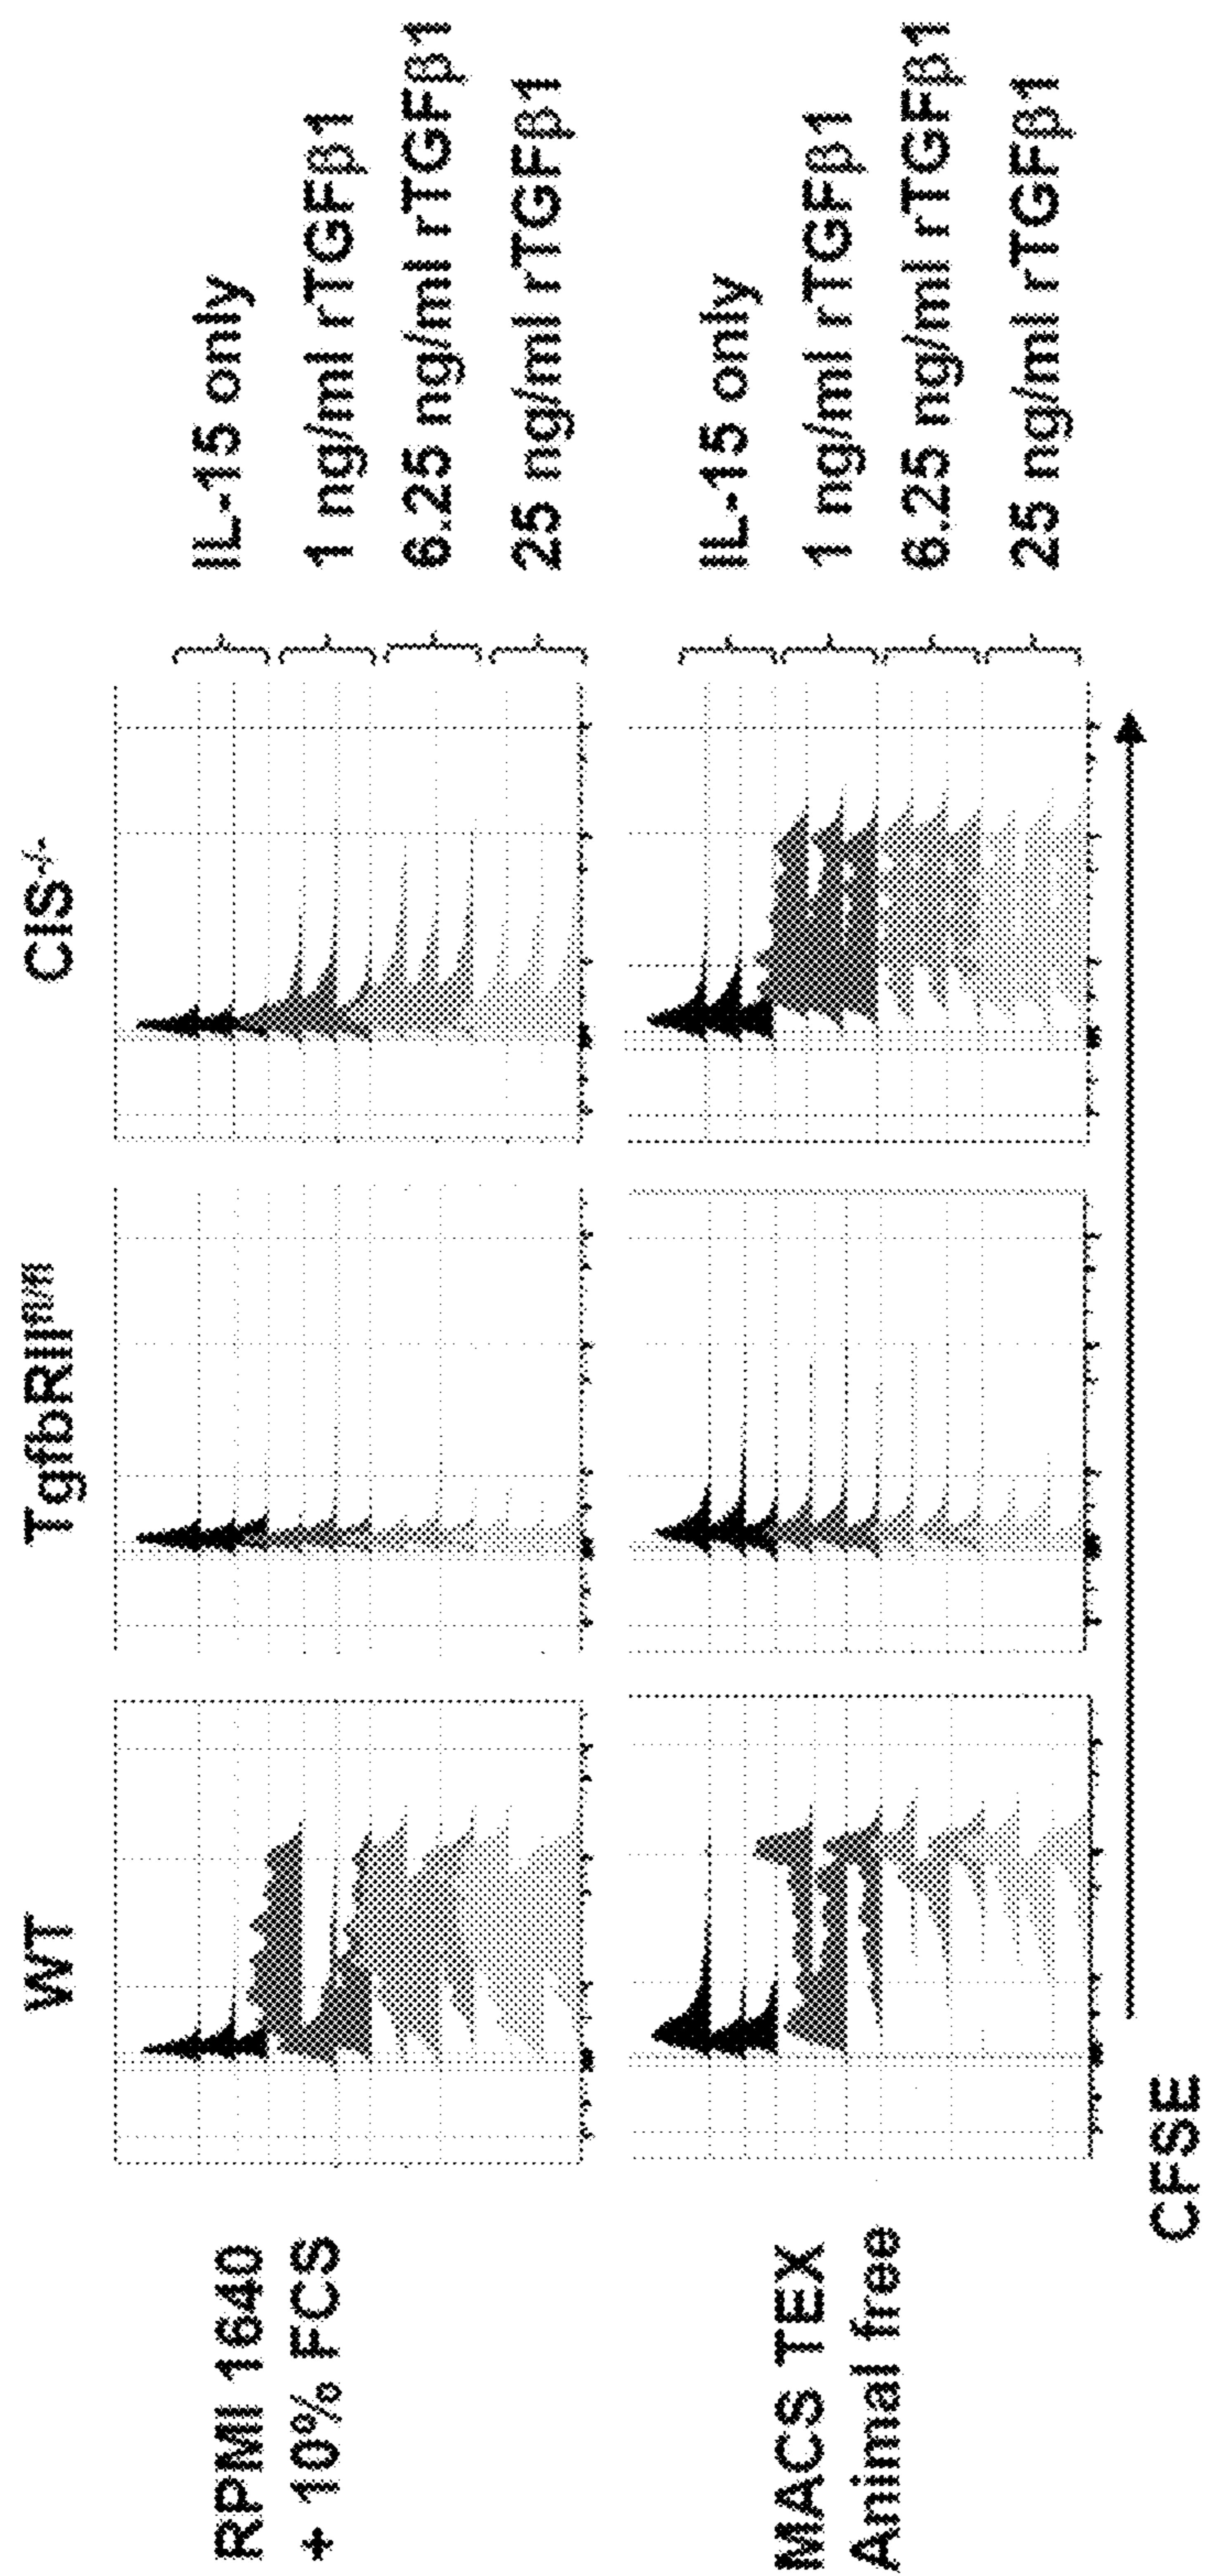 WT
TgfbRII^fl/fl
CIS^-/-
RPMI 1640
+ 10% FCS
IL-15 only
1 ng/ml rTGFβ1
6.25 ng/ml rTGFβ1
25 ng/ml rTGFβ1
MACS TEX
Animal free
IL-15 only
1 ng/ml rTGFβ1
6.25 ng/ml rTGFβ1
25 ng/ml rTGFβ1
CFSE